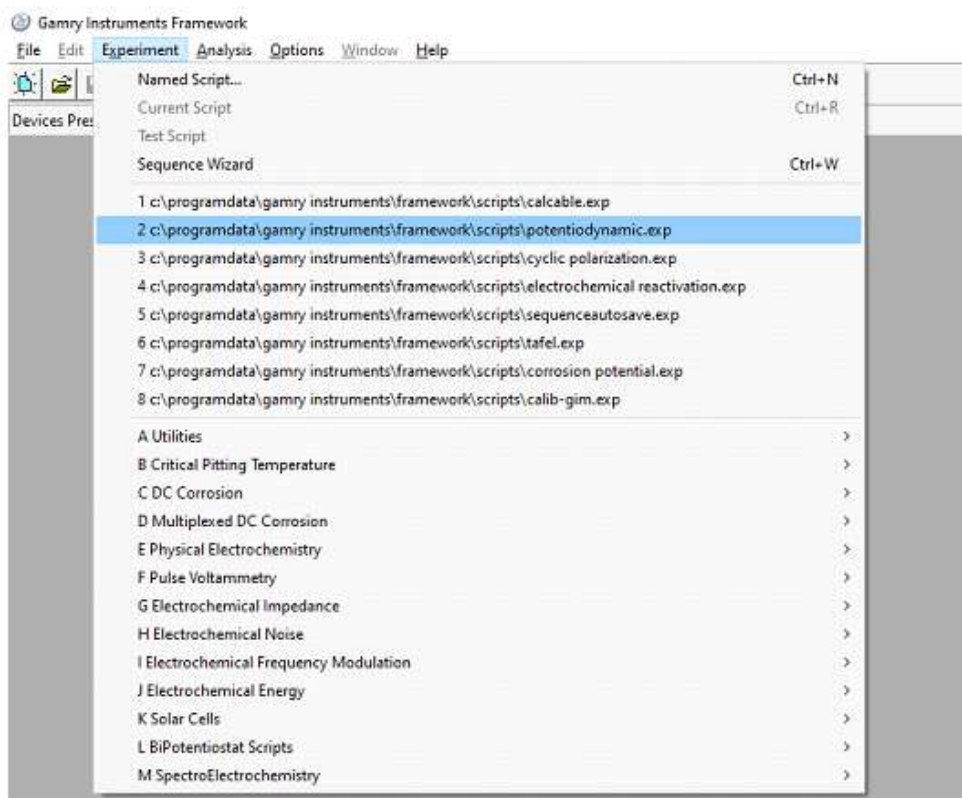 Gamry Instruments Framework
File Edit Experiment Analysis Options Window Help
Named Script... Ctrl+N
Current Script Ctrl+R
Devices Pres
Test Script
Sequence Wizard Ctrl+W
1 c:\programdata\gamry instruments\framework\scripts\calcable.exp
2 c:\programdata\gamry instruments\framework\scripts\potentiodynamic.exp
3 c:\programdata\gamry instruments\framework\scripts\cyclic polarization.exp
4 c:\programdata\gamry instruments\framework\scripts\electrochemical reactivation.exp
5 c:\programdata\gamry instruments\framework\scripts\sequenceautosave.exp
6 c:\programdata\gamry instruments\framework\scripts\tafel.exp
7 c:\programdata\gamry instruments\framework\scripts\corrosion potential.exp
8 c:\programdata\gamry instruments\framework\scripts\calib-gim.exp
A Utilities
B Critical Pitting Temperature
C DC Corrosion
D Multiplexed DC Corrosion
E Physical Electrochemistry
F Pulse Voltammetry
G Electrochemical Impedance
H Electrochemical Noise
I Electrochemical Frequency Modulation
J Electrochemical Energy
K Solar Cells
L BiPotentiostat Scripts
M SpectroElectrochemistry